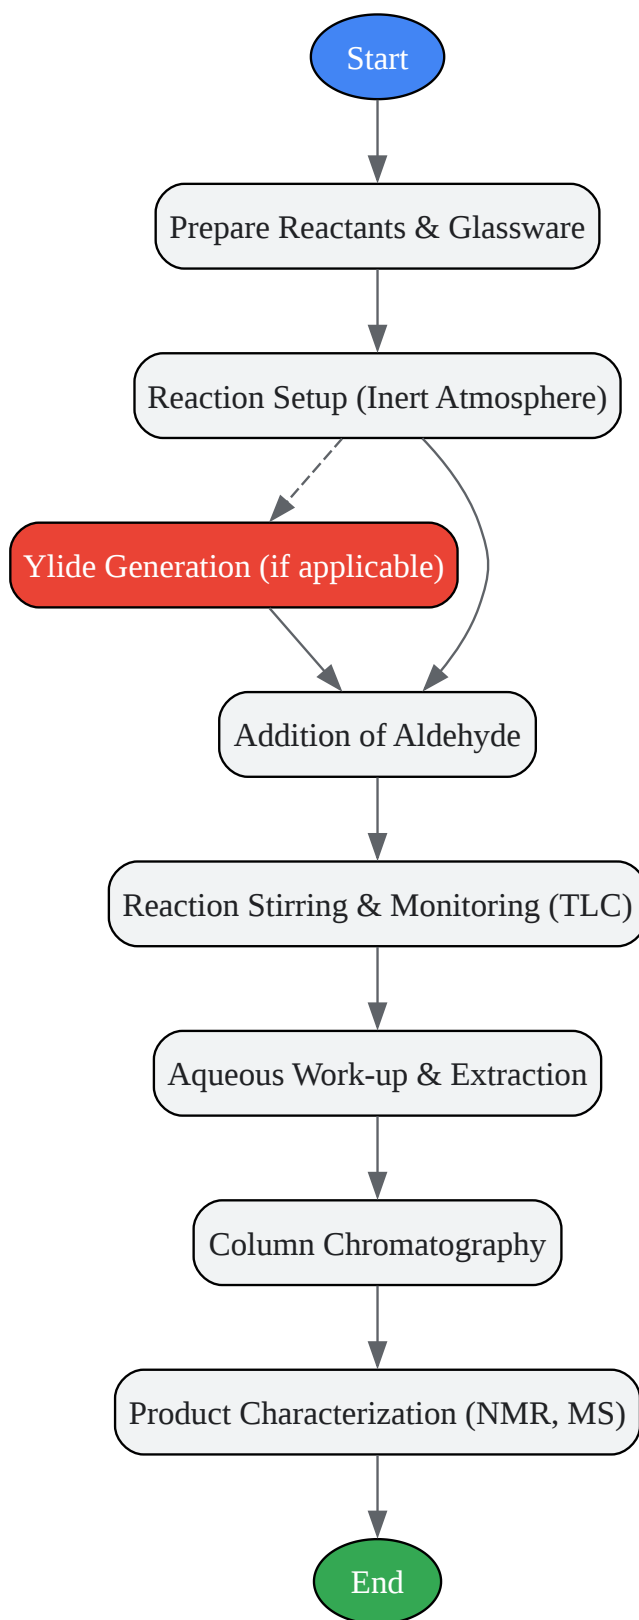 Start
Prepare Reactants & Glassware
Reaction Setup (Inert Atmosphere)
Ylide Generation (if applicable)
Addition of Aldehyde
Reaction Stirring & Monitoring (TLC)
Aqueous Work-up & Extraction
Column Chromatography
Product Characterization (NMR, MS)
End